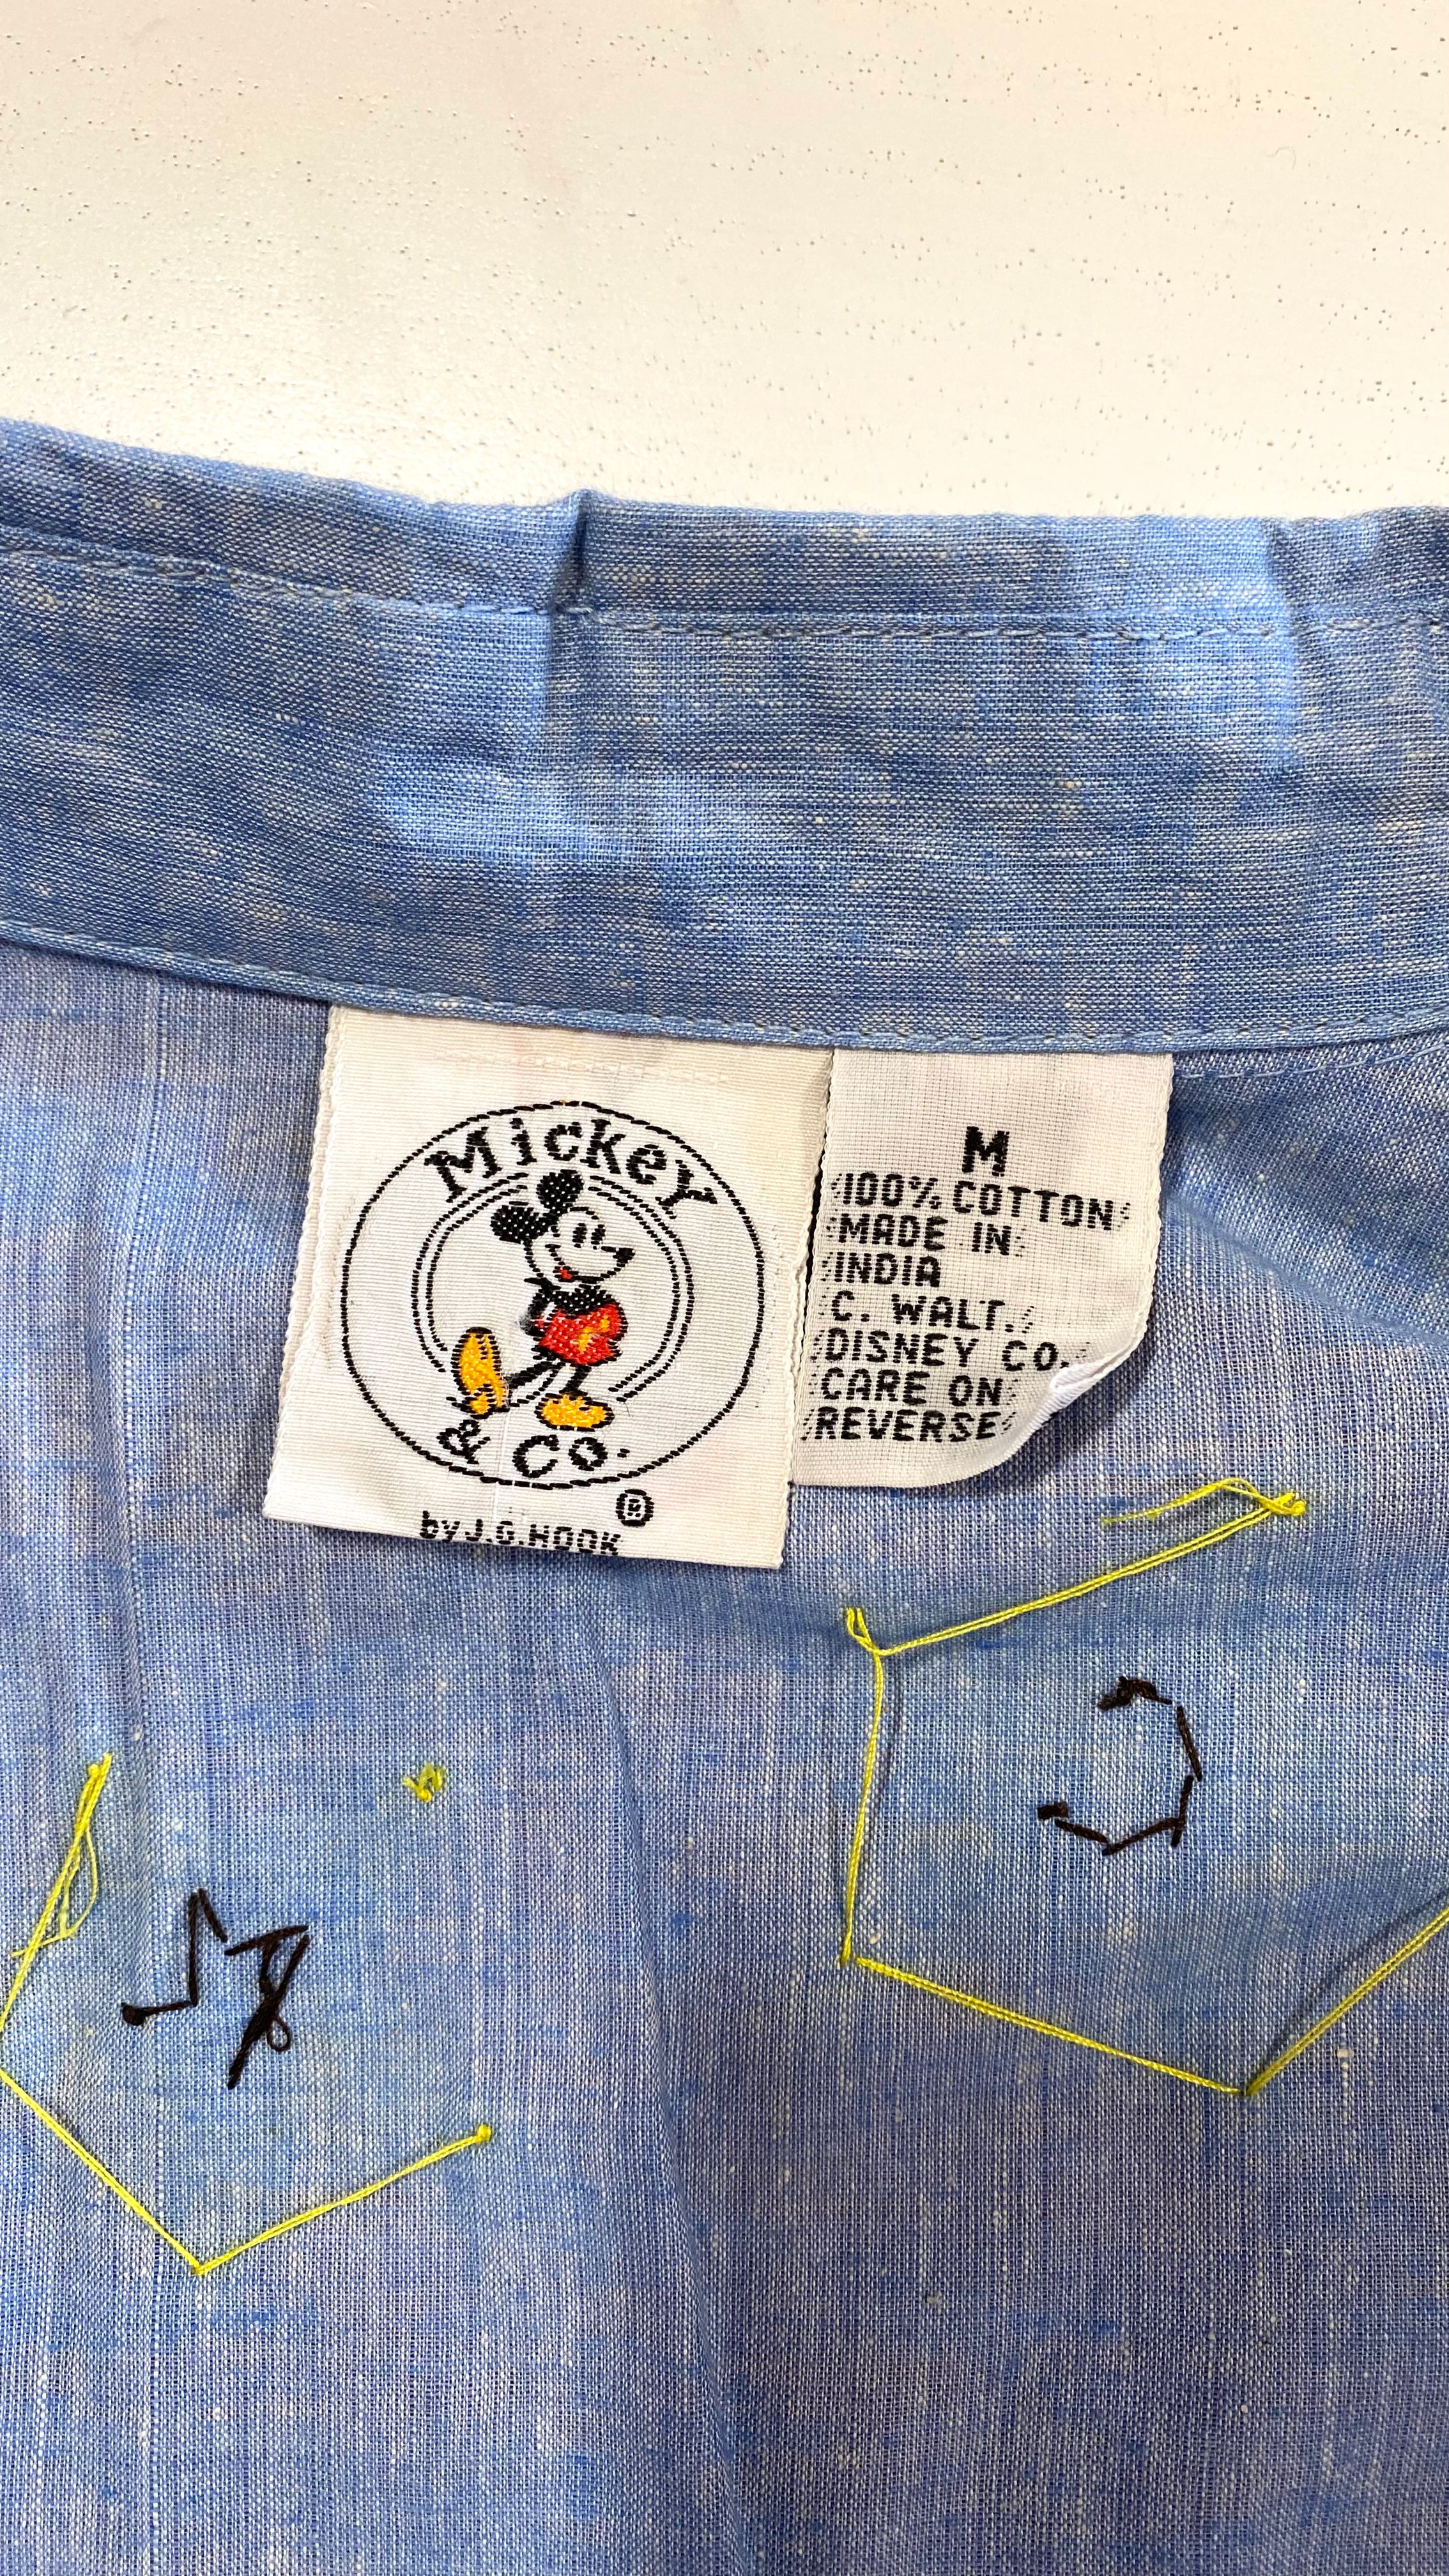 Mickey
& CO.
®
by J.G.HOOK
M
100% COTTON
MADE IN
INDIA
C. WALT.
DISNEY CO.
CARE ON
REVERSE